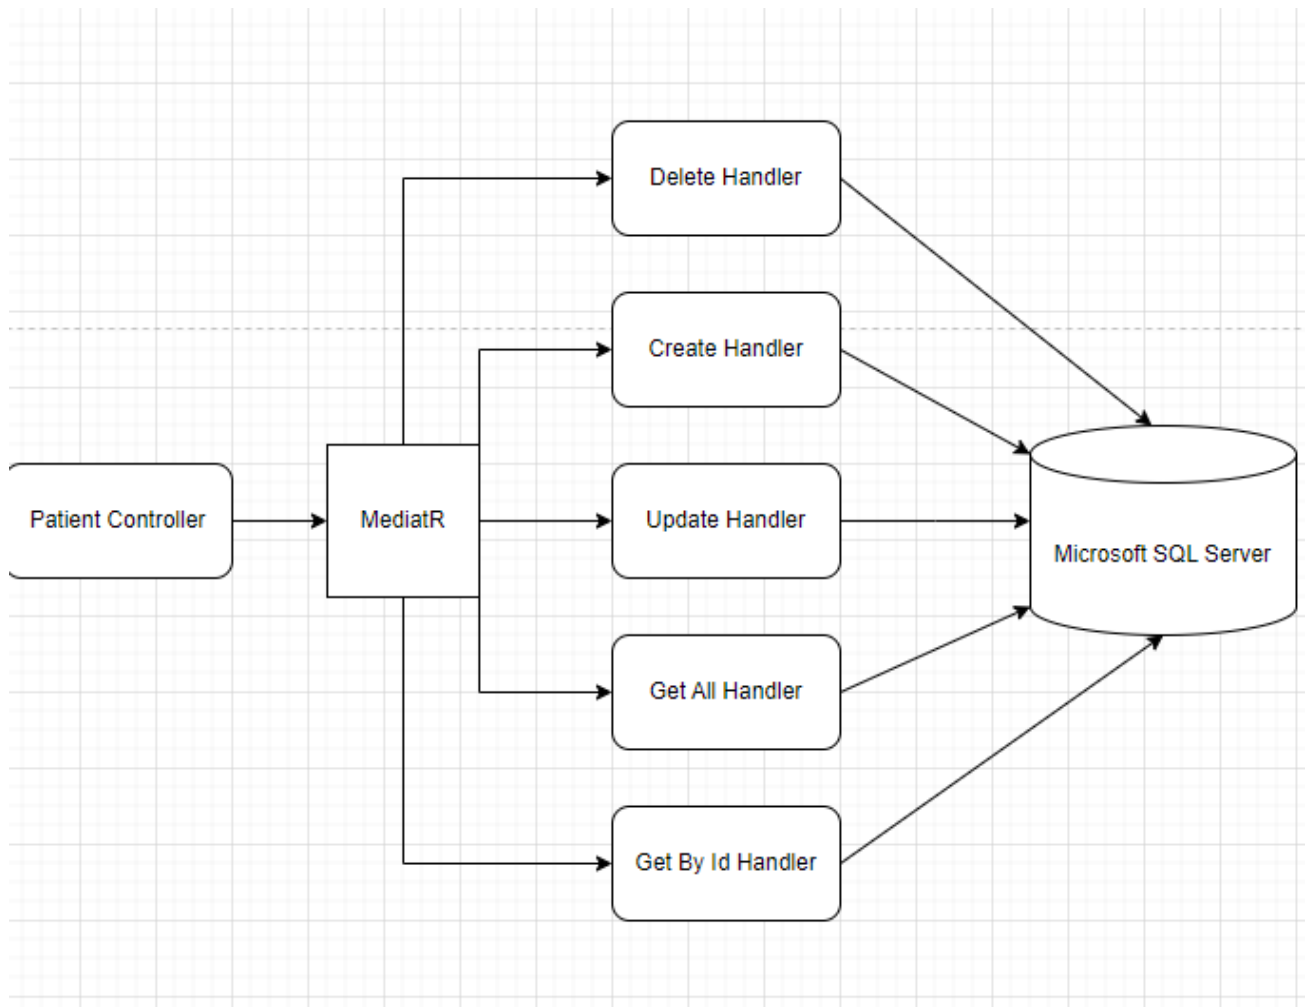 Delete Handler
Create Handler
Patient Controller
MediatR
Update Handler
Microsoft SQL Server
Get All Handler
Get By Id Handler